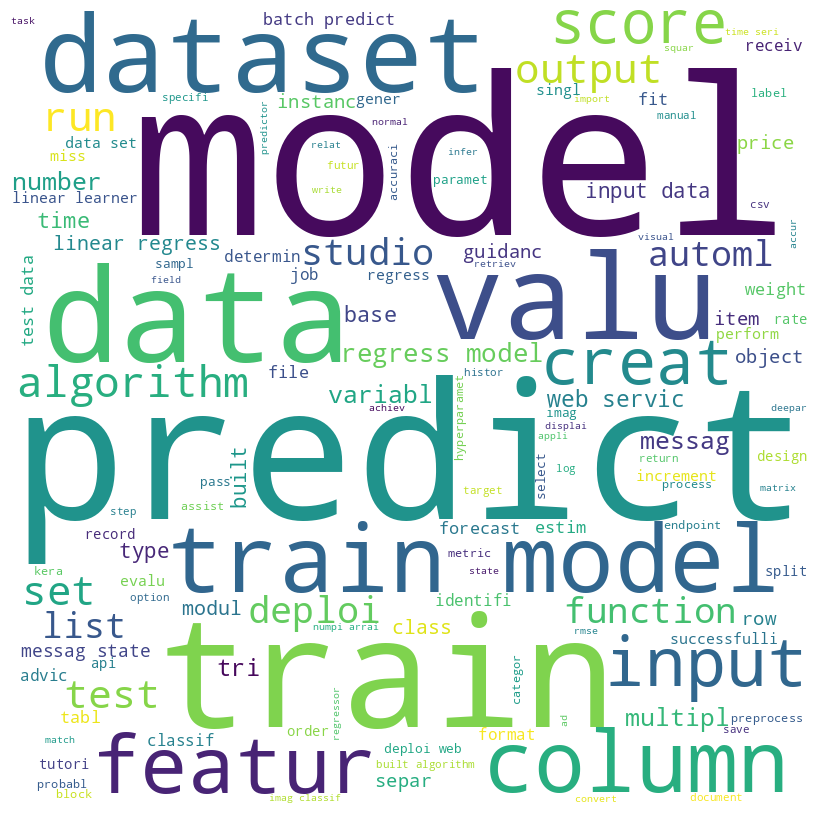 task
batch predict
score
dataset
time seri
squar
receiv
output
model
specifi
instanc
gener
singl
fit
label
import
run
predictor
normal
manual
data set
relat
accuraci
infer
price
miss
futur
number
paramet
input data
linear learner
write
csv
time
accur
linear regress
studio
visual
automl
determin
guidanc
test data
sampl
job
regress
retriev
field
data
valu
weight
base
item
rate
perform
regress model
creat
object
algorithm
file
histor
variabl
web servic
achiev
imag
deepar
predict
hyperparamet
displai
appli
messag
built
select
return
design
log
increment
pass
target
process
matrix
assist
step
record
forecast
estim
endpoint
type
train model
metric
kera
evalu
state
split
set
option
modul
deploi
identifi
function
list
numpi arrai
class
rmse
row
successfulli
messag state
train
input
api
tri
categor
advic
test
regressor
tabl
ad
multipl
preprocess
order
format
save
match
classif
featur
deploi web
column
tutori
built algorithm
separ
probabl
block
imag classif
convert
document